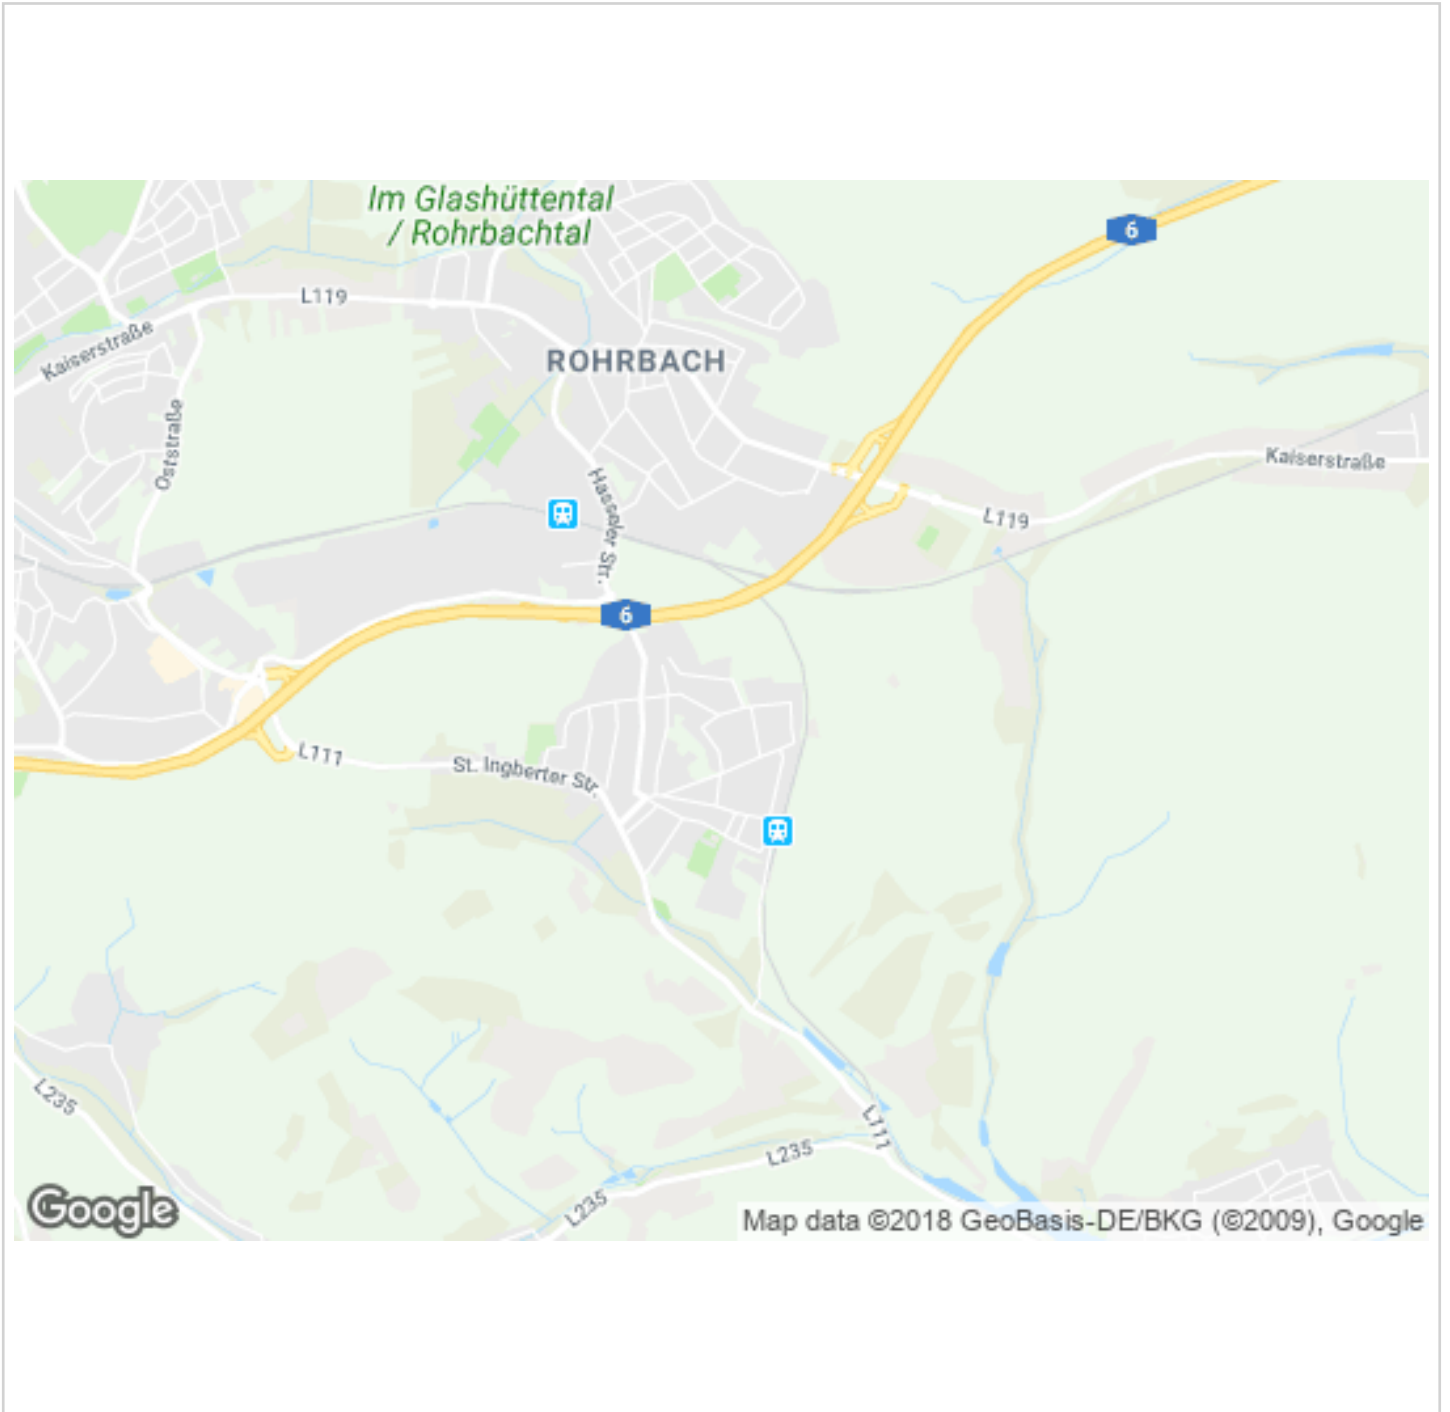 Im Glashüttental
/ Rohrbachtal
6
L119
Kaiserstraße
ROHRBACH
Oststraße
Hasseler Str.
Kaiserstraße
L119
6
L111
St. Ingberter Str.
L235
L111
L235
L235
Google
Map data ©2018 GeoBasis-DE/BKG (©2009), Google